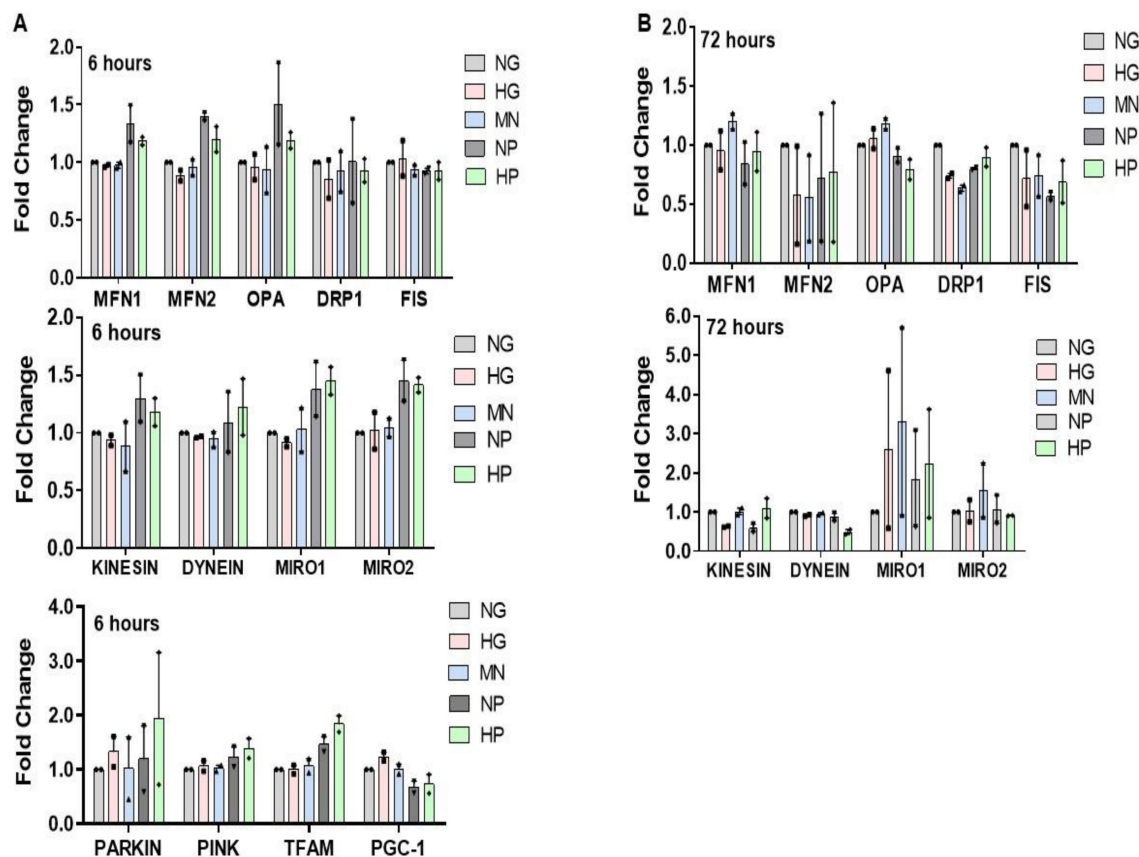 A
Fold Change
2.0
1.5
1.0
0.5
0.0
6 hours
MFN1 MFN2 OPA DRP1 FIS
NG
HG
MN
NP
HP
Fold Change
2.0
1.5
1.0
0.5
0.0
6 hours
KINESIN DYNEIN MIRO1 MIRO2
NG
HG
MN
NP
HP
Fold Change
4.0
3.0
2.0
1.0
0.0
6 hours
PARKIN PINK TFAM PGC-1
NG
HG
MN
NP
HP
B
Fold Change
2.0
1.5
1.0
0.5
0.0
72 hours
MFN1 MFN2 OPA DRP1 FIS
NG
HG
MN
NP
HP
Fold Change
6.0
5.0
4.0
3.0
2.0
1.0
0.0
72 hours
KINESIN DYNEIN MIRO1 MIRO2
NG
HG
MN
NP
HP